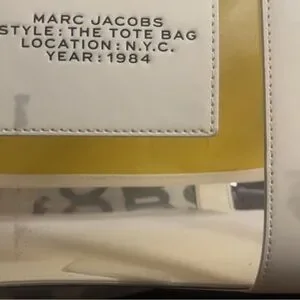 MARC JACOBS
STYLE: THE TOTE BAG
LOCATION: N.Y.C.
YEAR: 1984